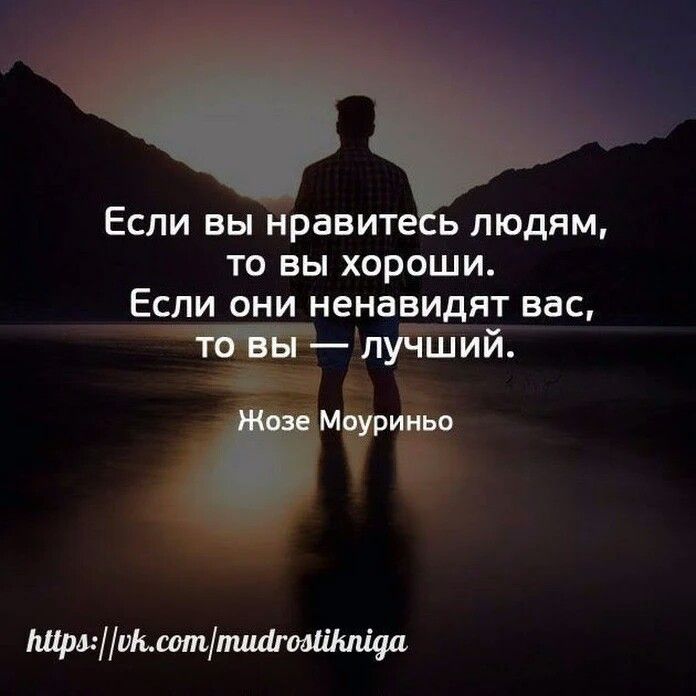 Если вы нравитесь людям,
то вы хороши.
Если они ненавидят вас,
то вы — лучший.
Жозе Моуриньо
https://vk.com/mudrostikniga